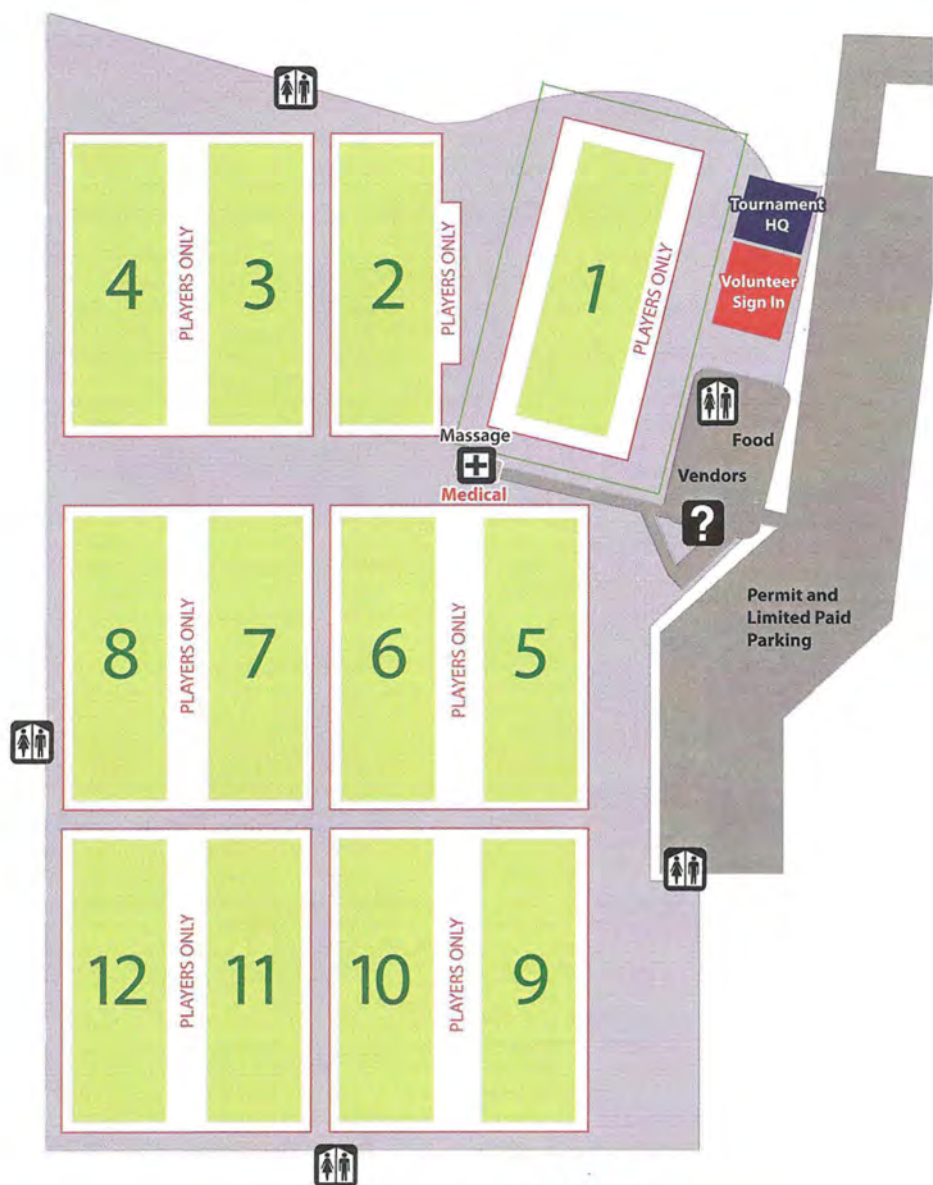 Tournament
HQ
Volunteer
Sign In
4
PLAYERS ONLY
3
2
PLAYERS ONLY
1
PLAYERS ONLY
Massage
Medical
Food
Vendors
?
8
PLAYERS ONLY
7
6
PLAYERS ONLY
5
Permit and
Limited Paid
Parking
12
PLAYERS ONLY
11
10
PLAYERS ONLY
9